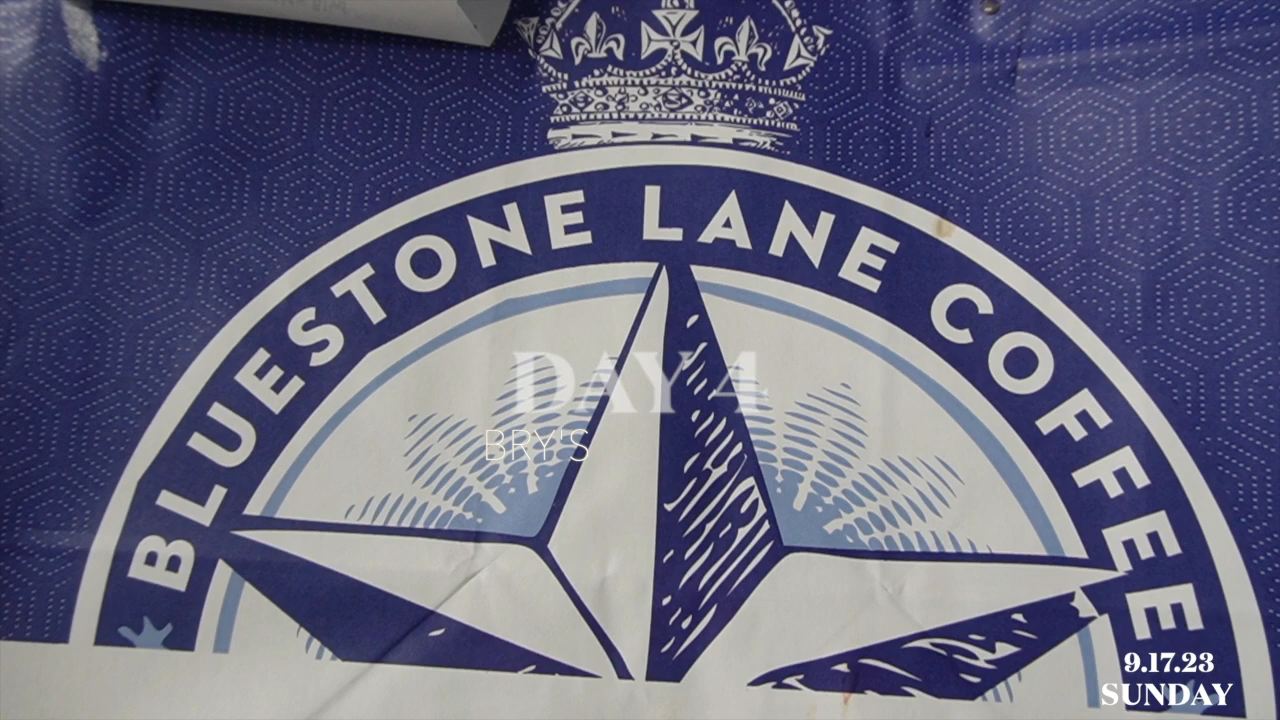 BLUESTONE LANE COFFEE
DAY 4
BRY'S
9.17.23
SUNDAY